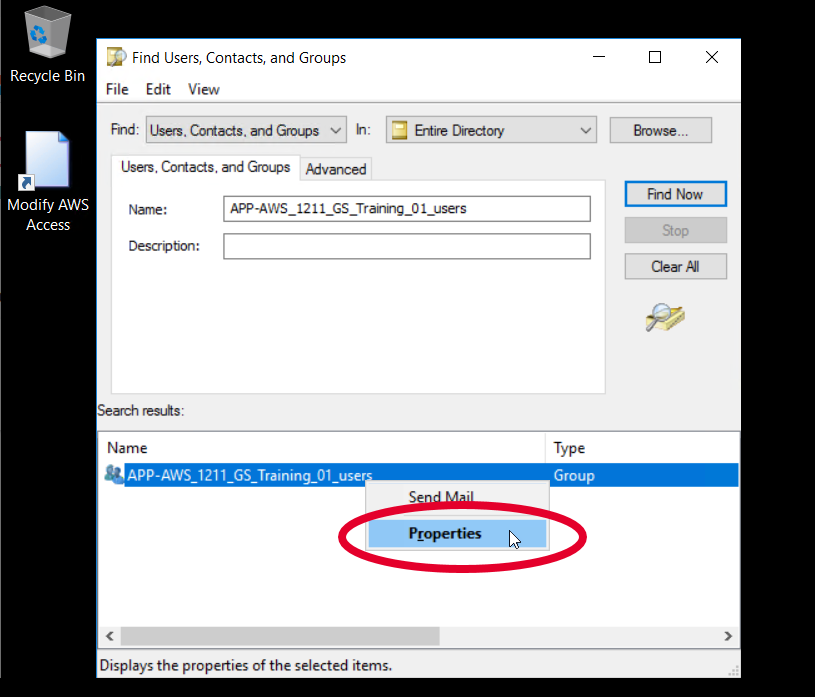 Recycle Bin
Modify AWS
Access
Find Users, Contacts, and Groups
File Edit View
Find: Users, Contacts, and Groups In: Entire Directory Browse...
Users, Contacts, and Groups Advanced
Name: APP-AWS_1211_GS_Training_01_users
Description:
Find Now
Stop
Clear All
Search results:
Name Type
APP-AWS_1211_GS_Training_01_users Group
Send Mail
Properties
Displays the properties of the selected items.